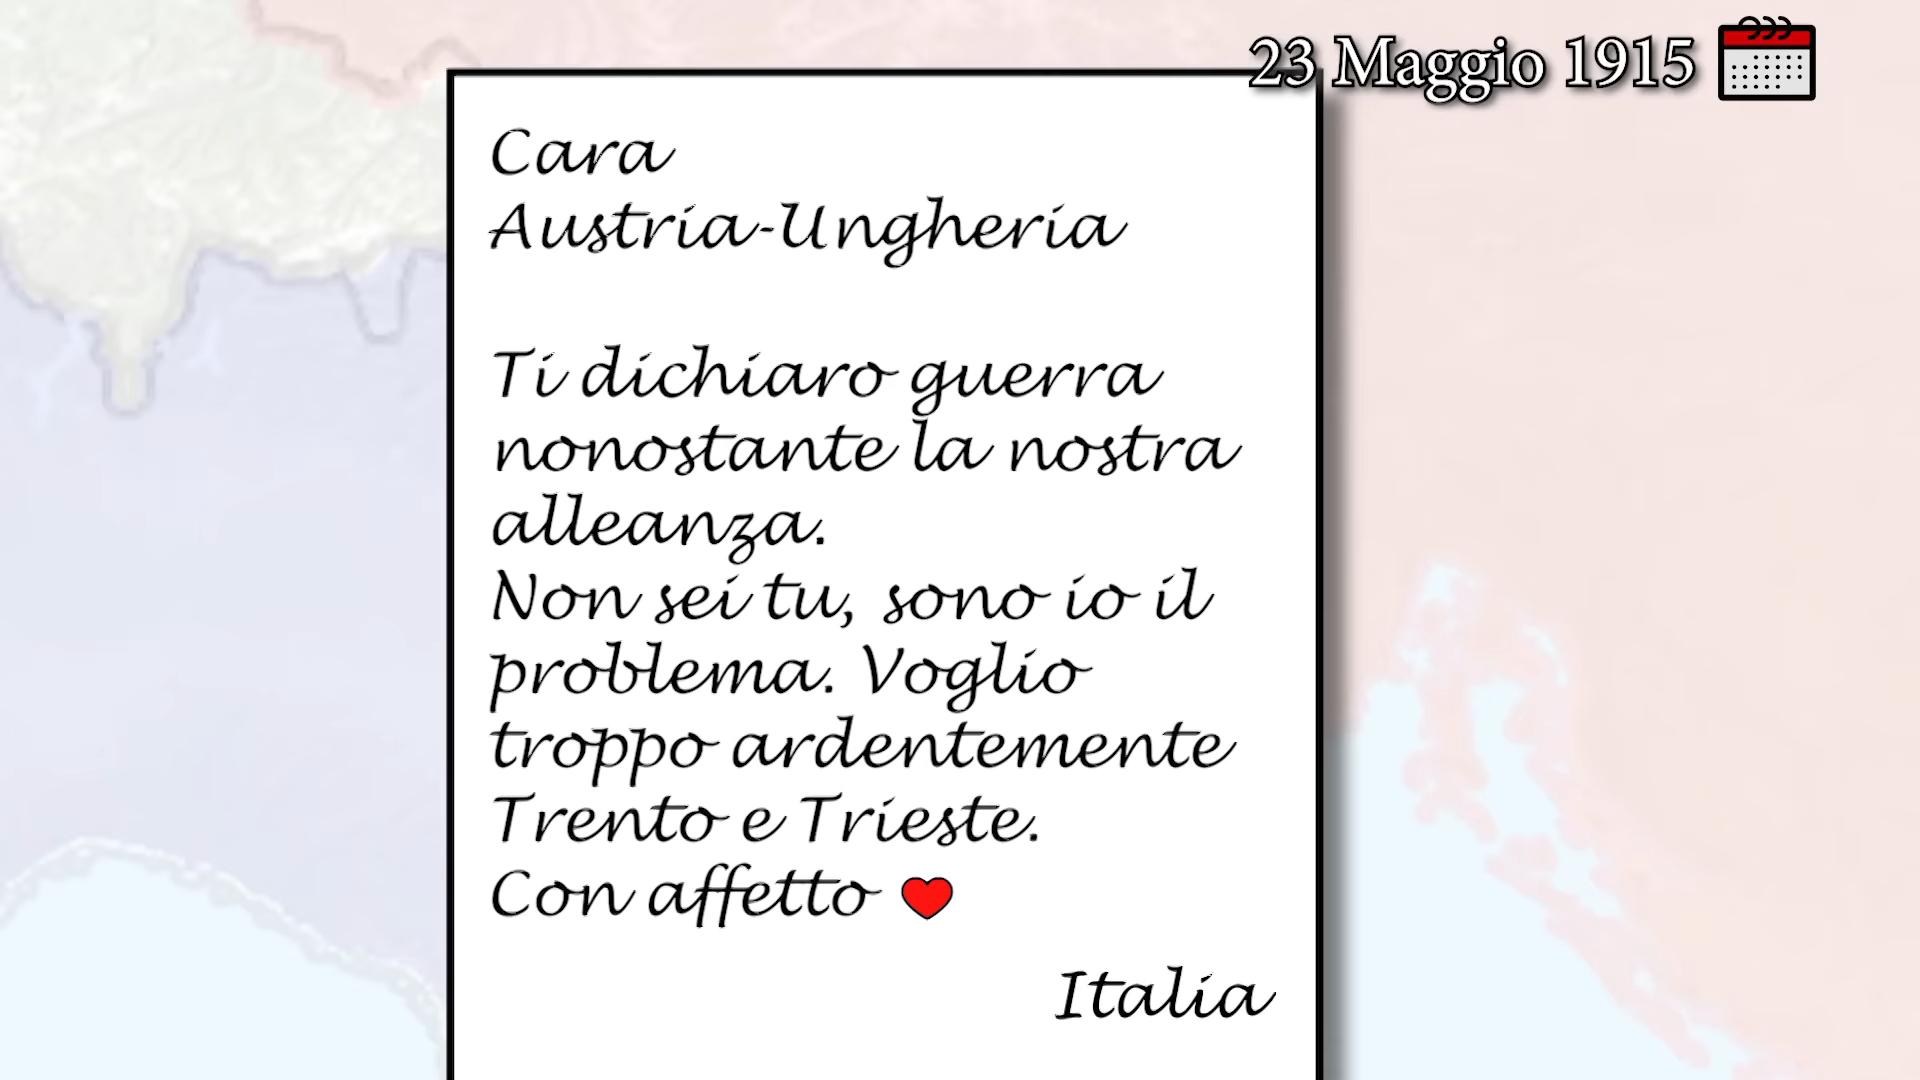 23 Maggio 1915
Cara
Austria-Ungheria
Ti dichiaro guerra
nonostante la nostra
alleanza.
Non sei tu, sono io il
problema. Voglio
troppo ardentemente
Trento e Trieste.
Con affetto ❤
Italia